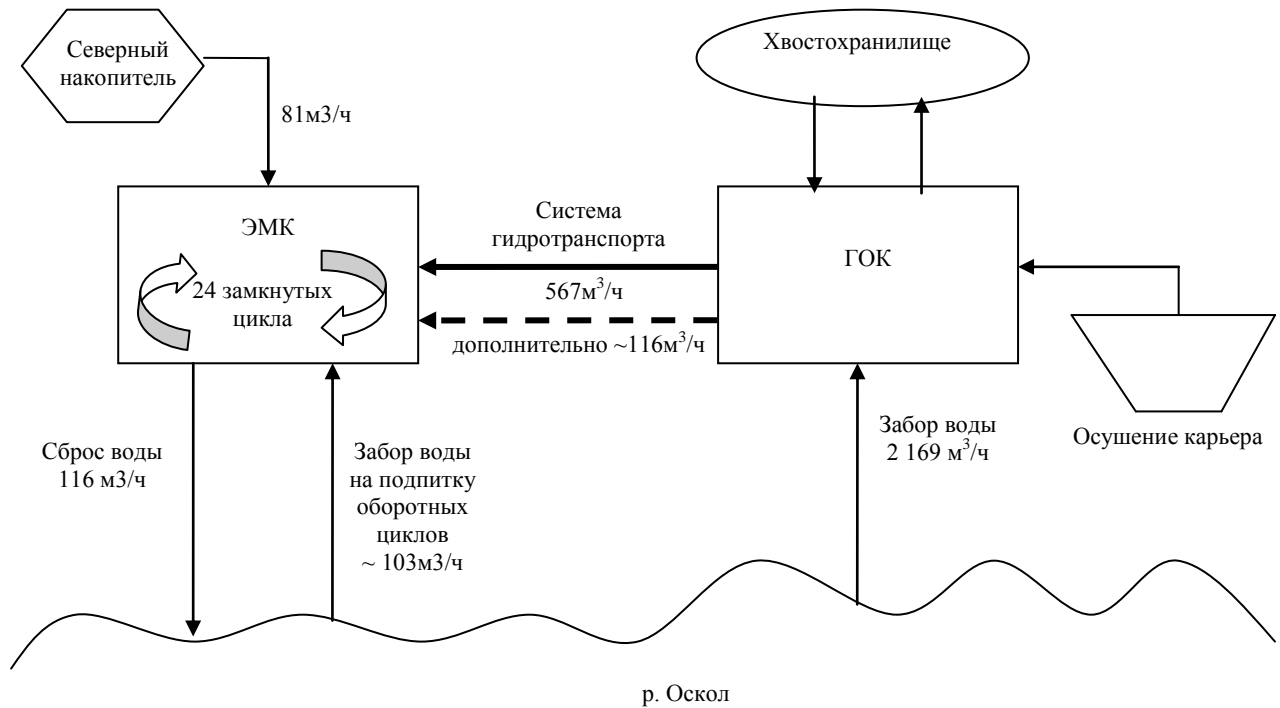 Северный
накопитель
81м3/ч
Хвостохранилище
ЭМК
24 замкнутых
цикла
Система
гидротранспорта
567м³/ч
дополнительно ~116м³/ч
ГОК
Осушение карьера
Сброс воды
116 м3/ч
Забор воды
на подпитку
оборотных
циклов
~ 103м3/ч
Забор воды
2 169 м³/ч
р. Оскол